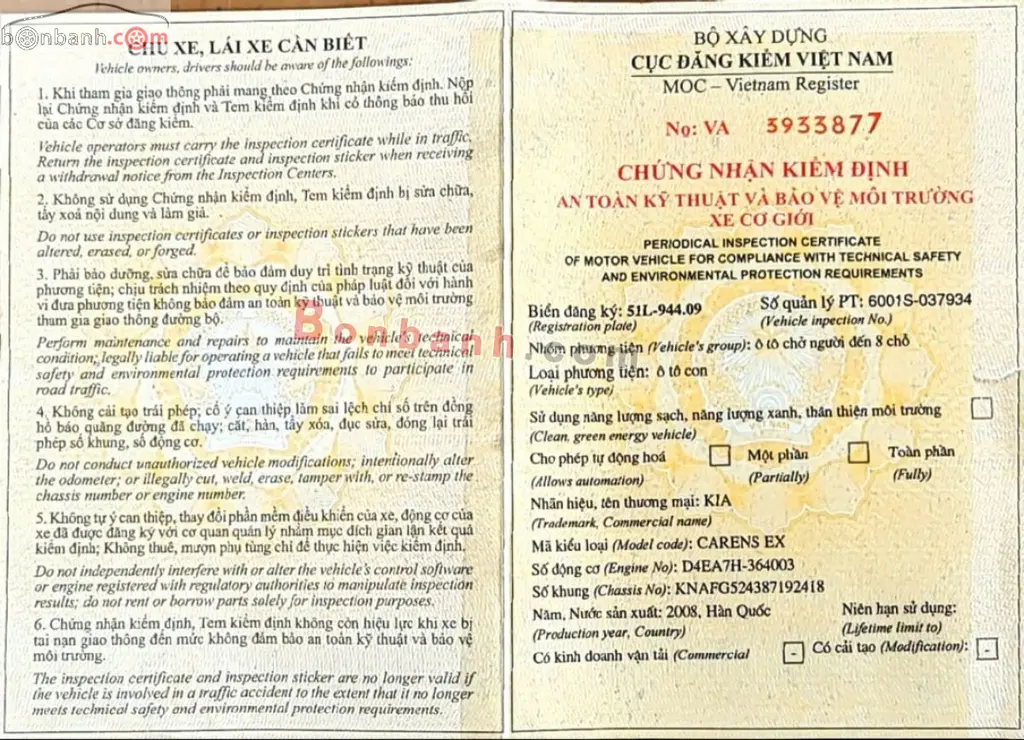 bonbanh.com
CHỦ XE, LÁI XE CẦN BIẾT
Vehicle owners, drivers should be aware of the followings:
1. Khi tham gia giao thông phải mang theo Chứng nhận kiểm định. Nộp
lại Chứng nhận kiểm định và Tem kiểm định khi có thông báo thu hồi
của các Cơ sở đăng kiểm.
Vehicle operators must carry the inspection certificate while in traffic.
Return the inspection certificate and inspection sticker when receiving
a withdrawal notice from the Inspection Centers.
2. Không sử dụng Chứng nhận kiểm định, Tem kiểm định bị sửa chữa,
tẩy xoá nội dung và làm giả.
Do not use inspection certificates or inspection stickers that have been
altered, erased, or forged.
3. Phải bảo dưỡng, sửa chữa để bảo đảm duy trì tình trạng kỹ thuật của
phương tiện; chịu trách nhiệm theo quy định của pháp luật đối với hành
vi đưa phương tiện không bảo đảm an toàn kỹ thuật và bảo vệ môi trường
tham gia giao thông đường bộ.
Perform maintenance and repairs to maintain the vehicle's technical
condition; legally liable for operating a vehicle that fails to meet technical
safety and environmental protection requirements to participate in
road traffic.
4. Không cải tạo trái phép; cố ý can thiệp làm sai lệch chỉ số trên đồng
hồ báo quãng đường đã chạy; cắt, hàn, tẩy xóa, đục sửa, đóng lại trái
phép số khung, số động cơ.
Do not conduct unauthorized vehicle modifications; intentionally alter
the odometer; or illegally cut, weld, erase, tamper with, or re-stamp the
chassis number or engine number.
5. Không tự ý can thiệp, thay đổi phần mềm điều khiển của xe, động cơ của
xe đã được đăng ký với cơ quan quản lý nhằm mục đích gian lận kết quả
kiểm định; Không thuê, mượn phụ tùng chỉ để thực hiện việc kiểm định.
Do not independently interfere with or alter the vehicle's control software
or engine registered with regulatory authorities to manipulate inspection
results; do not rent or borrow parts solely for inspection purposes.
6. Chứng nhận kiểm định, Tem kiểm định không còn hiệu lực khi xe bị
tai nạn giao thông đến mức không đảm bảo an toàn kỹ thuật và bảo vệ
môi trường.
The inspection certificate and inspection sticker are no longer valid if
the vehicle is involved in a traffic accident to the extent that it no longer
meets technical safety and environmental protection requirements.
Bonbanh.com
BỘ XÂY DỰNG
CỤC ĐĂNG KIỂM VIỆT NAM
MOC – Vietnam Register
No: VA 3933877
CHỨNG NHẬN KIỂM ĐỊNH
AN TOÀN KỸ THUẬT VÀ BẢO VỆ MÔI TRƯỜNG
XE CƠ GIỚI
PERIODICAL INSPECTION CERTIFICATE
OF MOTOR VEHICLE FOR COMPLIANCE WITH TECHNICAL SAFETY
AND ENVIRONMENTAL PROTECTION REQUIREMENTS
Biển đăng ký: 51L-944.09 Số quản lý PT: 6001S-037934
(Registration plate) (Vehicle inpection No.)
Nhóm phương tiện (Vehicle's group): ô tô chở người đến 8 chỗ
Loại phương tiện: ô tô con
(Vehicle's type)
Sử dụng năng lượng sạch, năng lượng xanh, thân thiện môi trường
(Clean, green energy vehicle)
Cho phép tự động hoá Một phần Toàn phần
(Allows automation) (Partially) (Fully)
Nhãn hiệu, tên thương mại: KIA
(Trademark, Commercial name)
Mã kiểu loại (Model code): CARENS EX
Số động cơ (Engine No): D4EA7H-364003
Số khung (Chassis No): KNAFG524387192418
Năm, Nước sản xuất: 2008, Hàn Quốc Niên hạn sử dụng:
(Production year, Country) (Lifetime limit to)
Có kinh doanh vận tải (Commercial - Có cải tạo (Modification): -